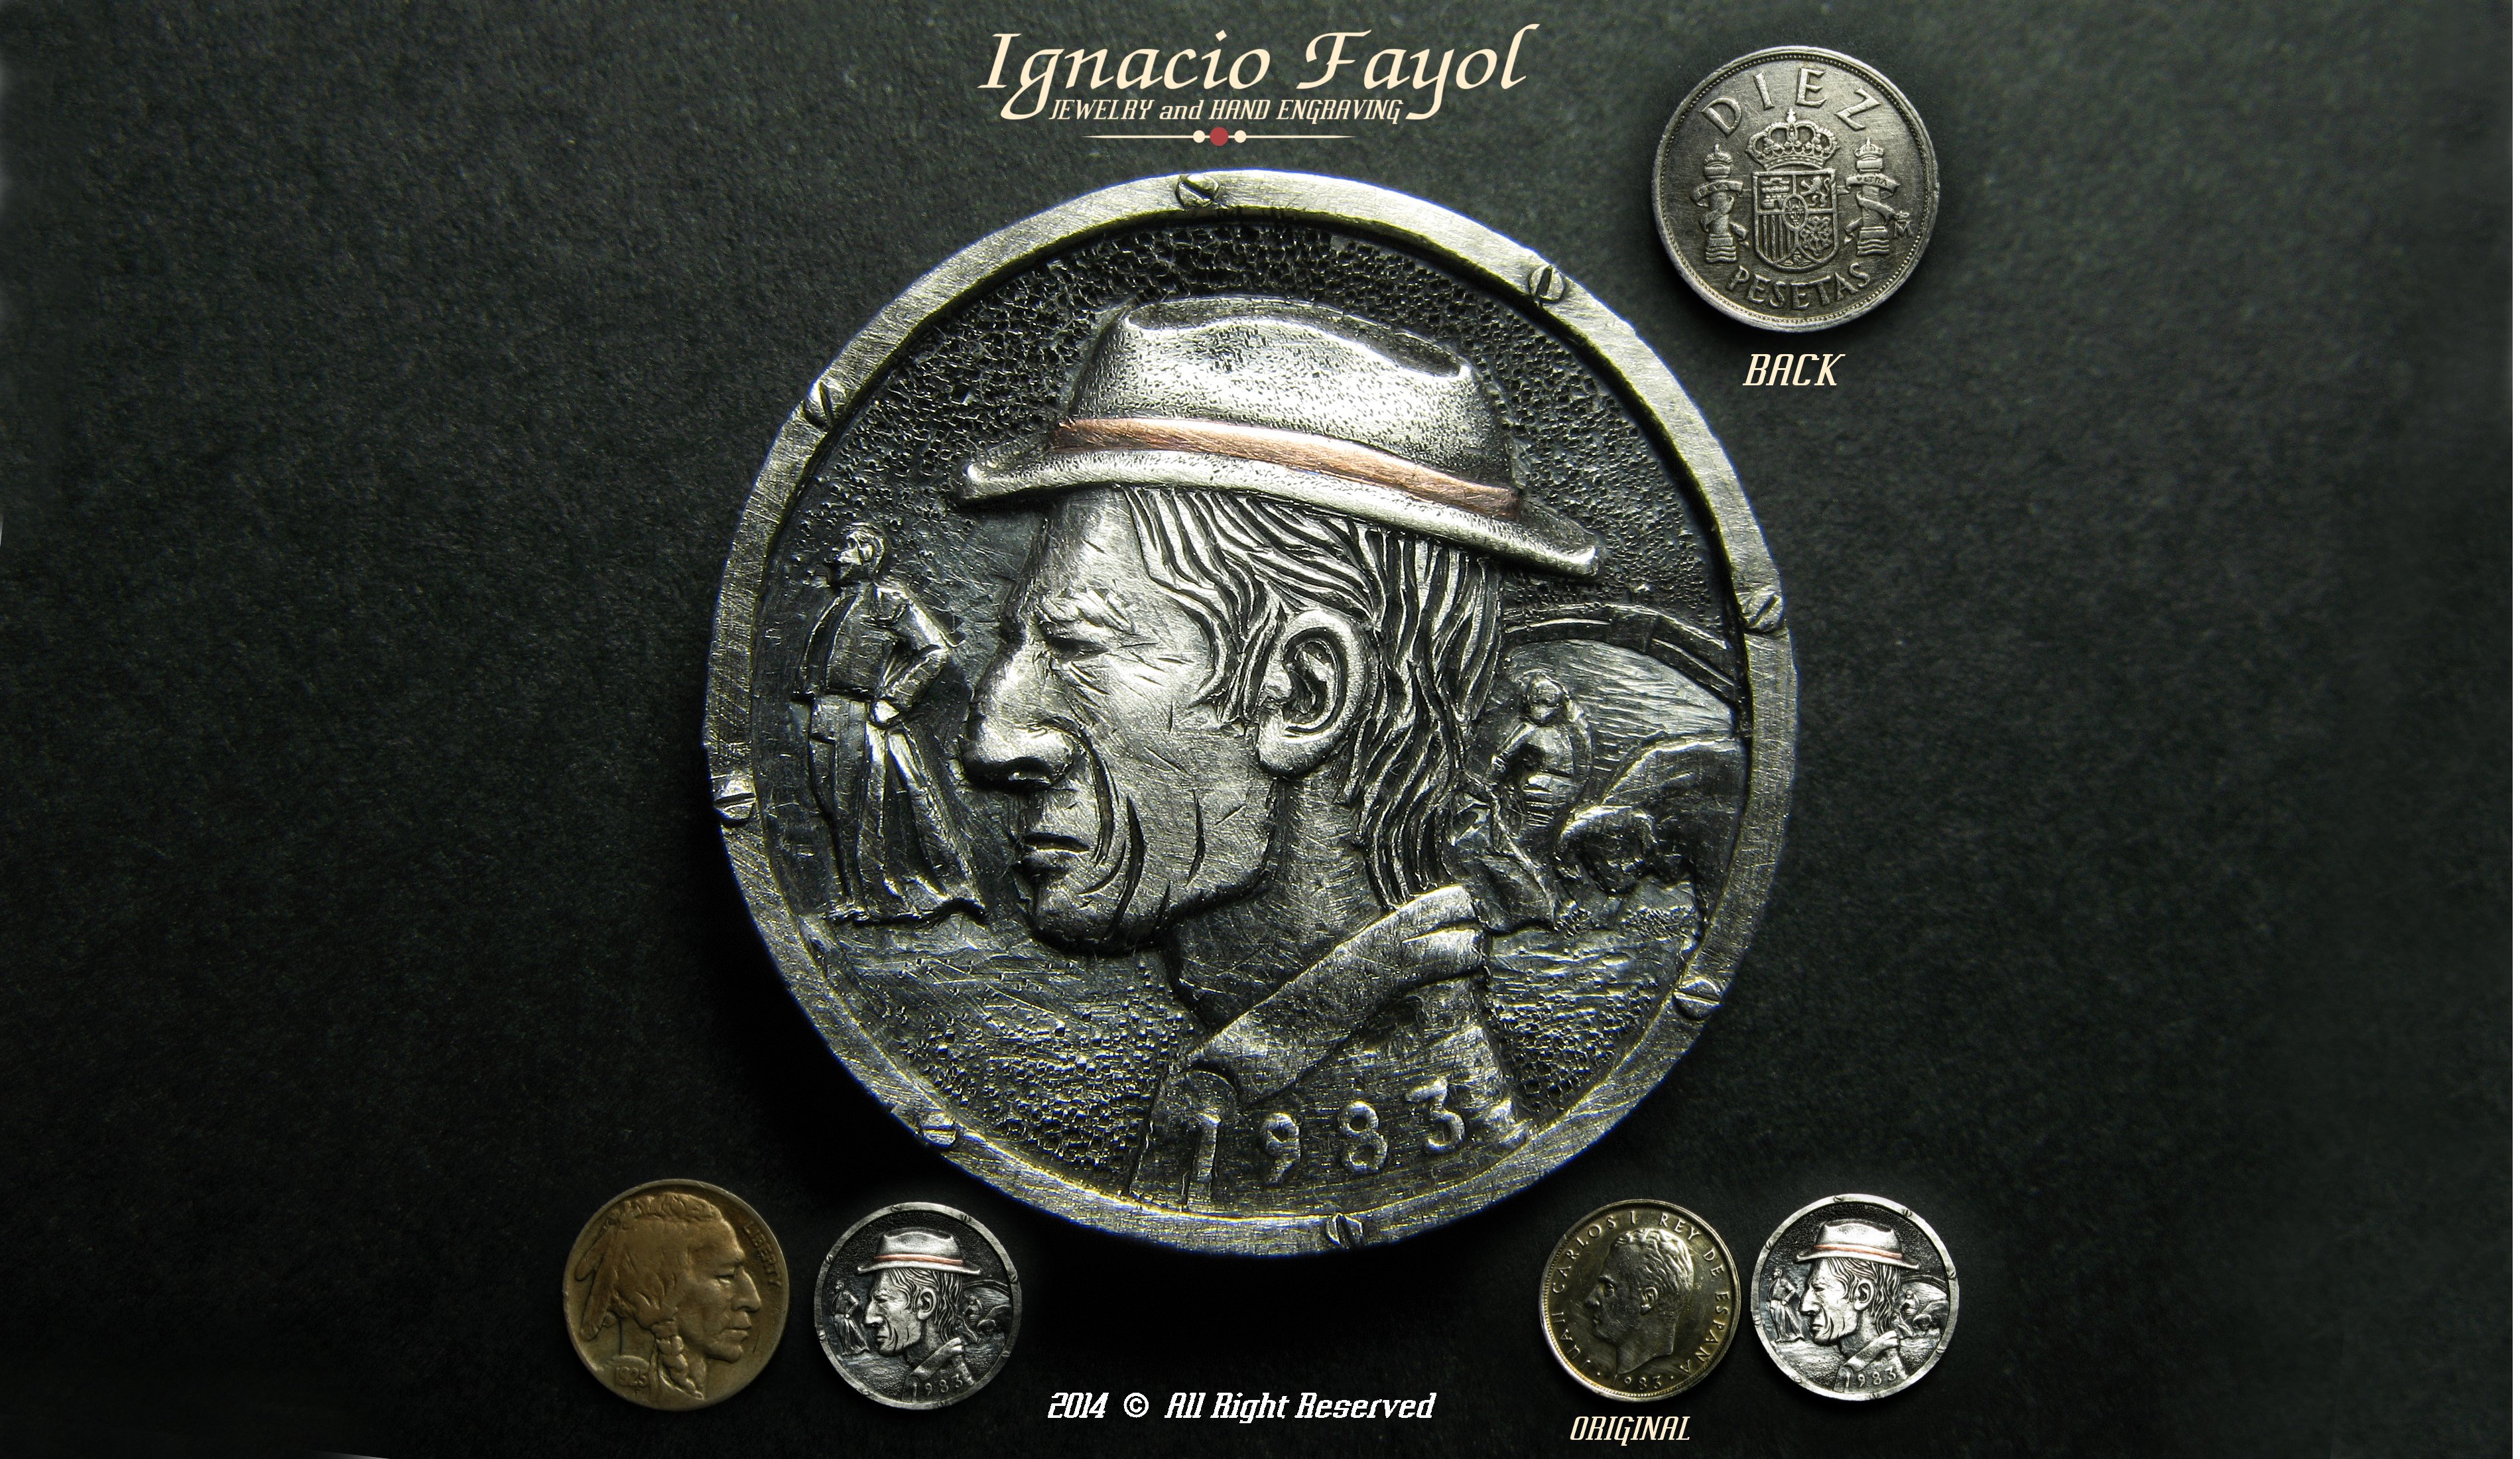 Ignacio Fayol
JEWELRY and HAND ENGRAVING
DIEZ
PESETAS
M
BACK
1983
LIBERTY
1983
JUAN CARLOS I REY DE ESPAÑA
·1983·
1983
2014 © All Right Reserved
ORIGINAL